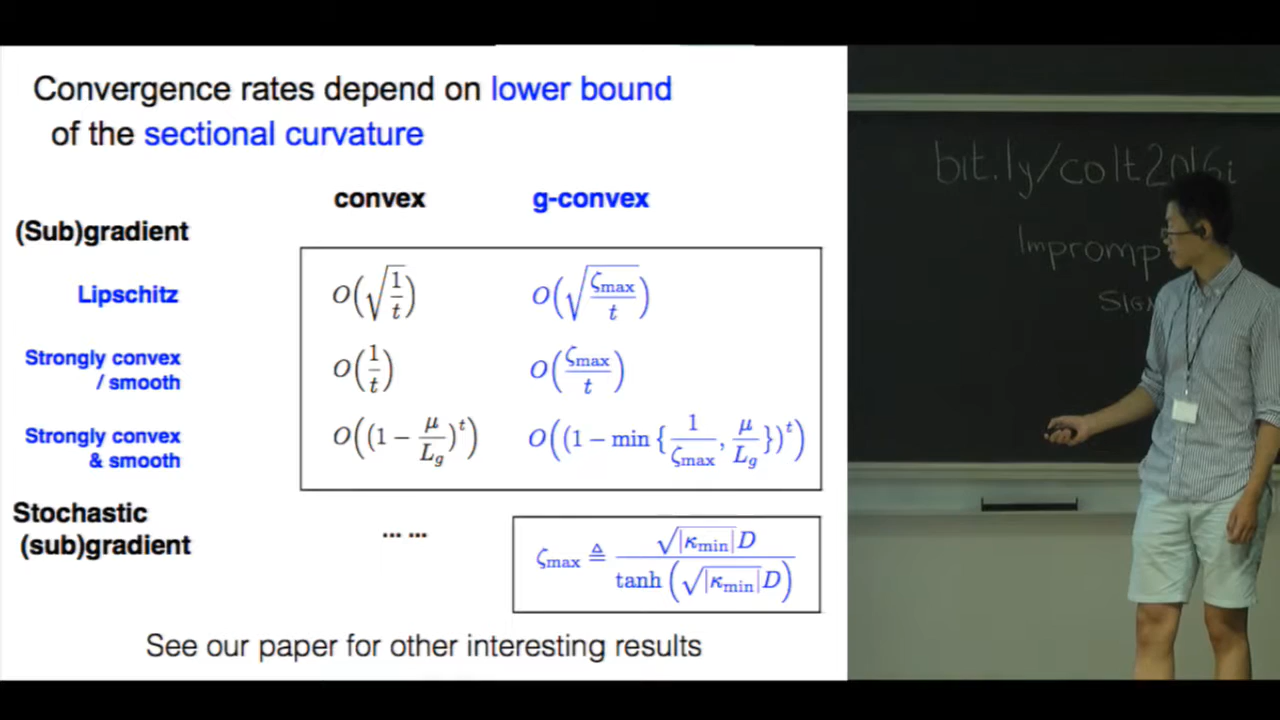 Convergence rates depend on lower bound
of the sectional curvature
convex g-convex
(Sub)gradient
Lipschitz O(√(1/t)) O(√(ζmax/t))
Strongly convex
/ smooth O(1/t) O(ζmax/t)
Strongly convex
& smooth O((1 − μ/Lg)^t) O((1 − min {1/ζmax, μ/Lg})^t)
Stochastic
(sub)gradient ... ...
ζmax ≜ √|κmin| D / tanh (√|κmin| D)
See our paper for other interesting results
bit.ly/colt2016i